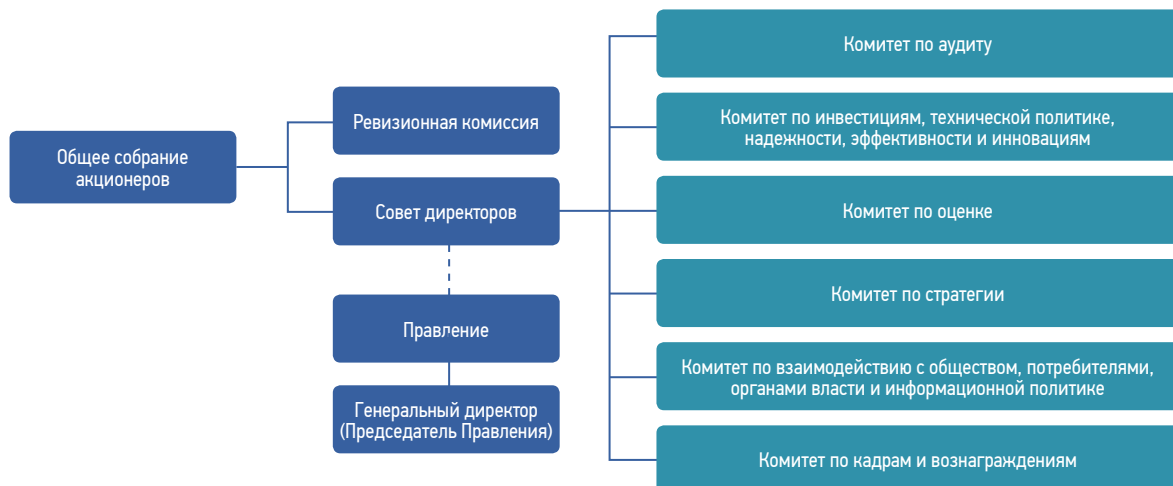 Общее собрание
акционеров
Ревизионная комиссия
Совет директоров
Правление
Генеральный директор
(Председатель Правления)
Комитет по аудиту
Комитет по инвестициям, технической политике,
надежности, эффективности и инновациям
Комитет по оценке
Комитет по стратегии
Комитет по взаимодействию с обществом, потребителями,
органами власти и информационной политике
Комитет по кадрам и вознаграждениям